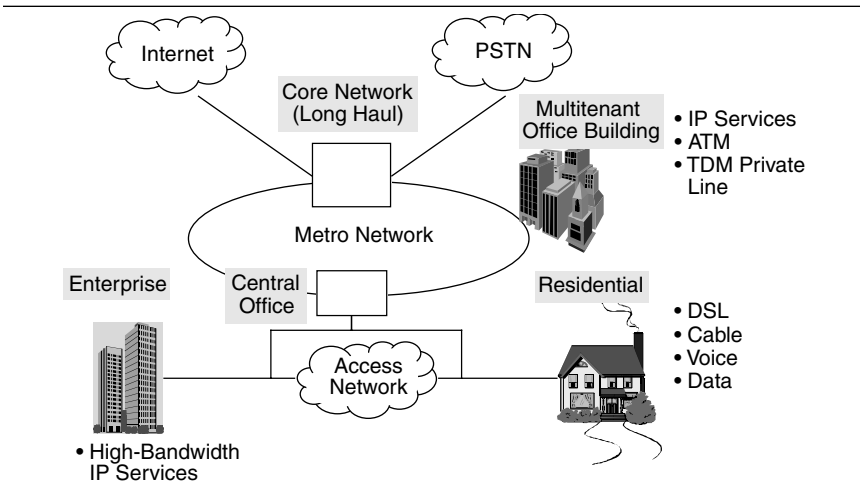 Internet
PSTN
Core Network
(Long Haul)
Multitenant
Office Building
• IP Services
• ATM
• TDM Private
Line
Metro Network
Enterprise
Central
Office
Residential
• DSL
• Cable
• Voice
• Data
Access
Network
• High-Bandwidth
IP Services